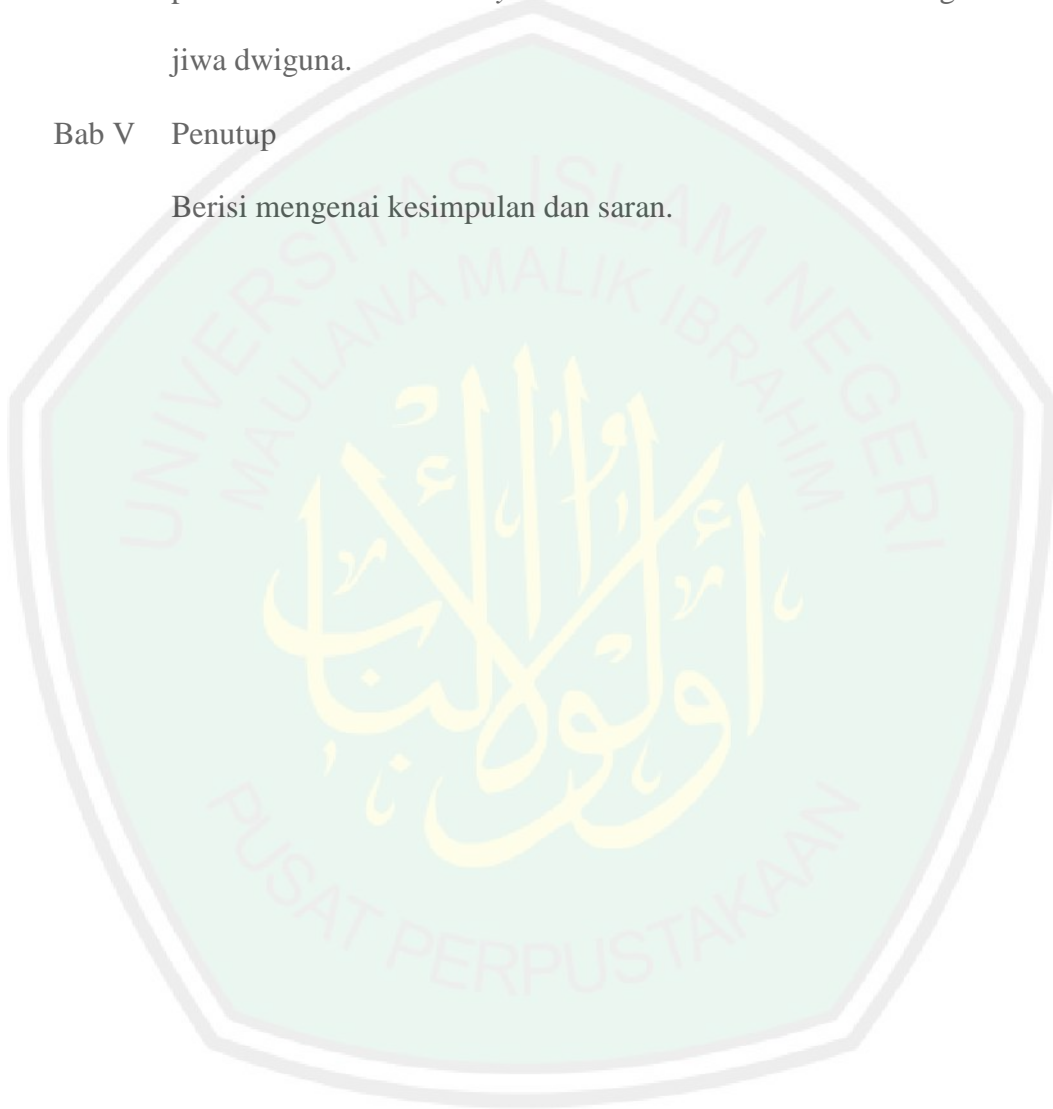 jiwa dwiguna.
Bab V Penutup
Berisi mengenai kesimpulan dan saran.
UNIVERSITAS ISLAM NEGERI
MAULANA MALIK IBRAHIM
PUSAT PERPUSTAKAAN